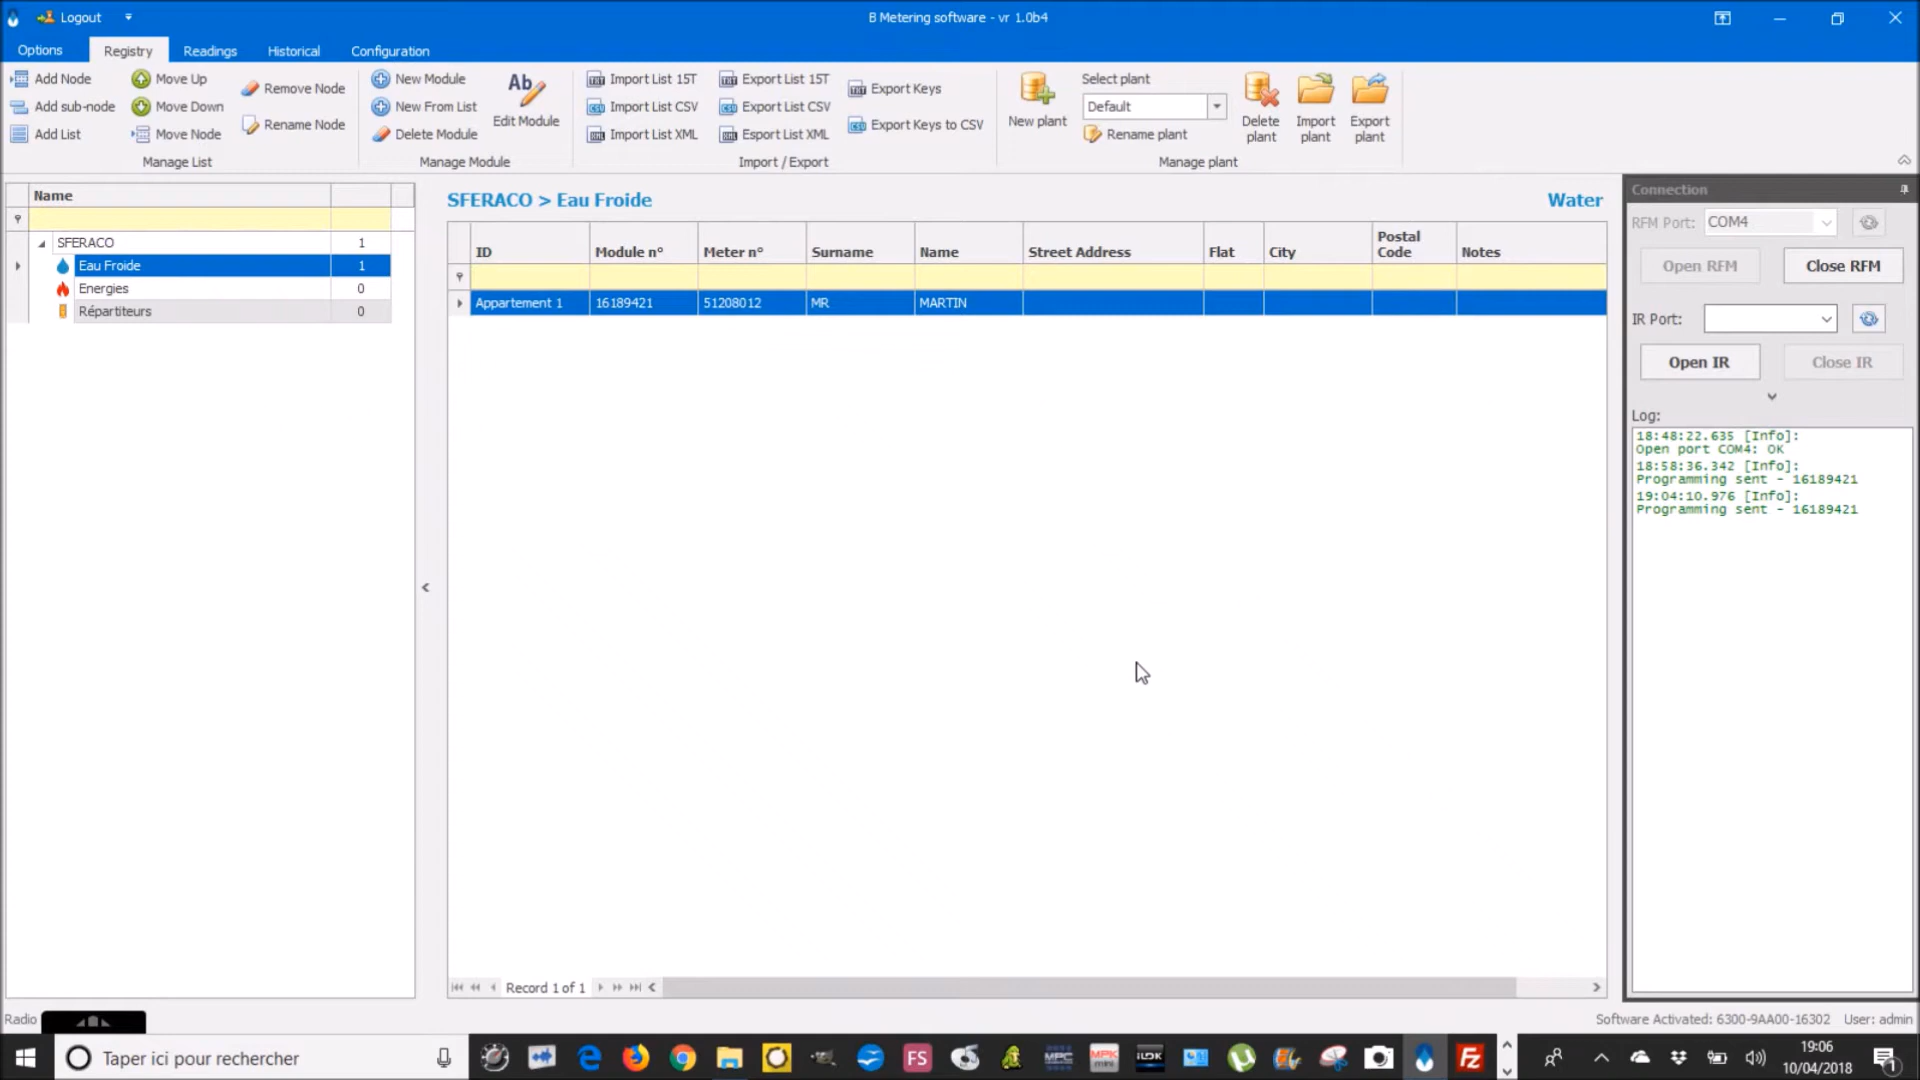 Logout
B Metering software - vr 1.0b4
Options
Registry
Readings
Historical
Configuration
Add Node
Add sub-node
Add List
Move Up
Move Down
Move Node
Remove Node
Rename Node
Manage List
New Module
New From List
Delete Module
Edit Module
Manage Module
Import List 15T
Import List CSV
Import List XML
Export List 15T
Export List CSV
Esport List XML
Export Keys
Export Keys to CSV
Import / Export
New plant
Select plant
Default
Rename plant
Delete plant
Import plant
Export plant
Manage plant
Name
SFERACO 1
Eau Froide 1
Energies 0
Répartiteurs 0
SFERACO > Eau Froide
Water
ID Module n° Meter n° Surname Name Street Address Flat City Postal Code Notes
Appartement 1 16189421 51208012 MR MARTIN
Record 1 of 1
Connection
RFM Port: COM4
Open RFM Close RFM
IR Port:
Open IR Close IR
Log:
18:48:22.635 [Info]:
Open port COM4: OK
18:58:36.342 [Info]:
Programming sent - 16189421
19:04:10.976 [Info]:
Programming sent - 16189421
Radio
Software Activated: 6300-9AA00-16302 User: admin
Taper ici pour rechercher
FS
MPC
MPK
mini
iLOK
Fz
19:06
10/04/2018
1